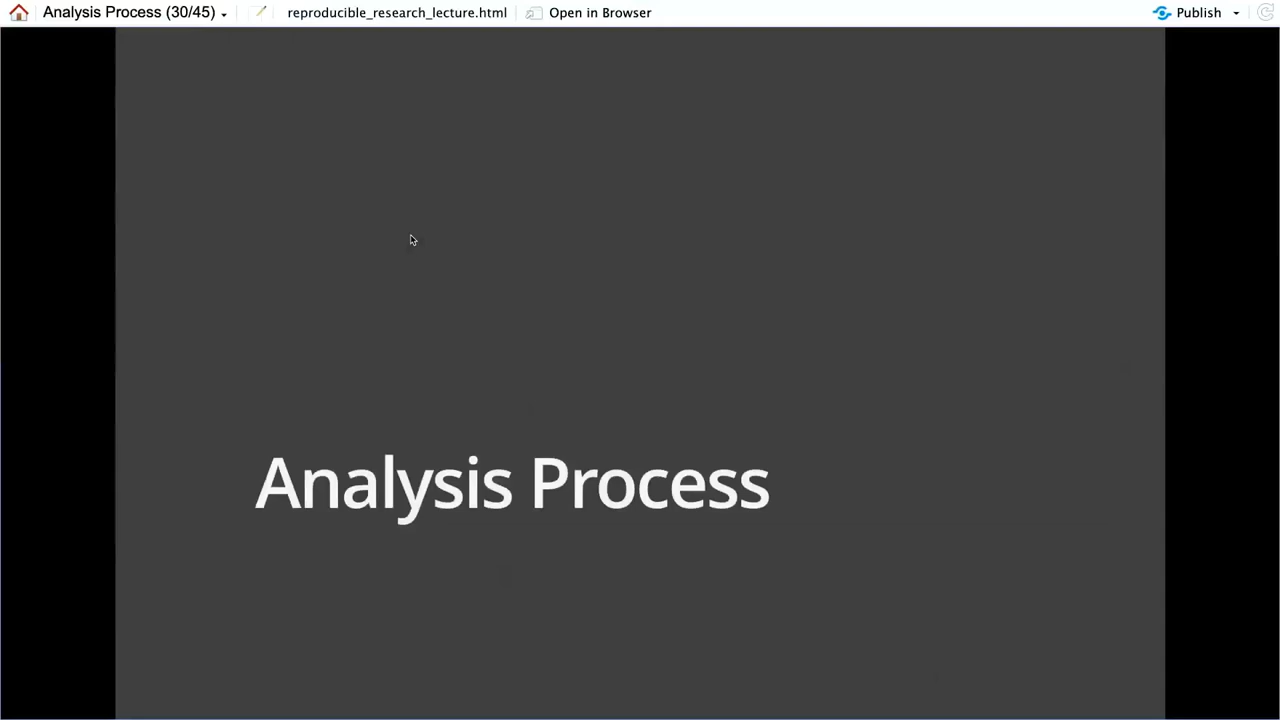 Analysis Process (30/45)
reproducible_research_lecture.html
Open in Browser
Publish
Analysis Process